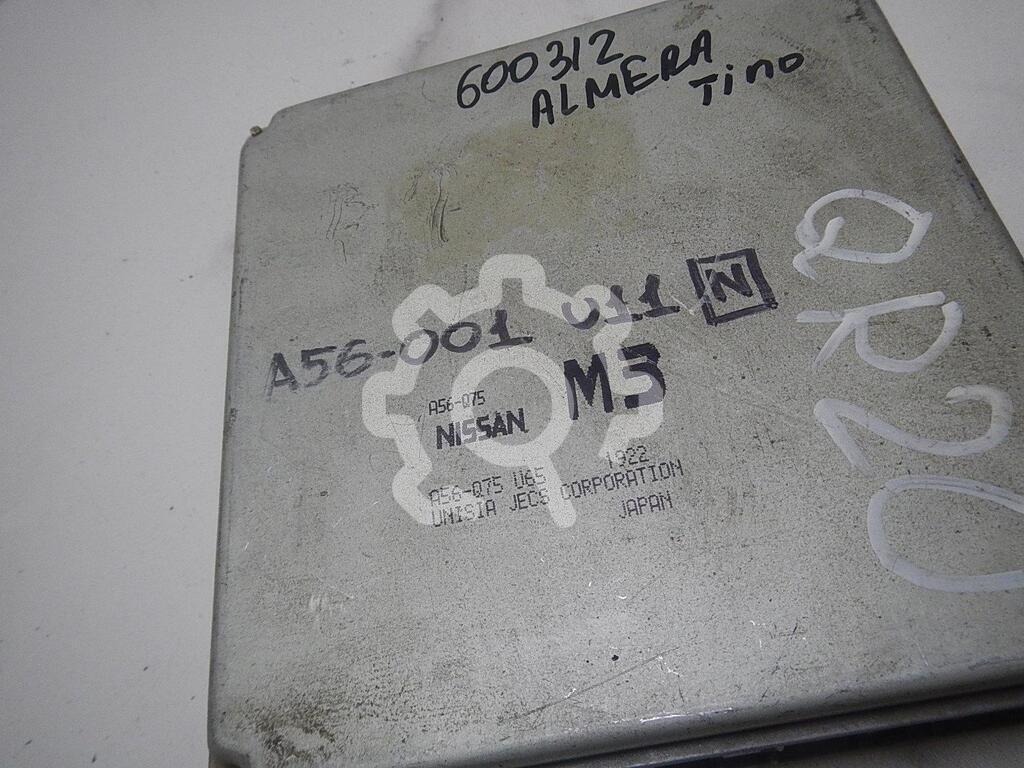 600312
ALMERA
Tino
A56-001 U11 N
M3
A56-Q75
NISSAN
A56-Q75 U65 1922
UNISIA JECS CORPORATION
JAPAN
QR20